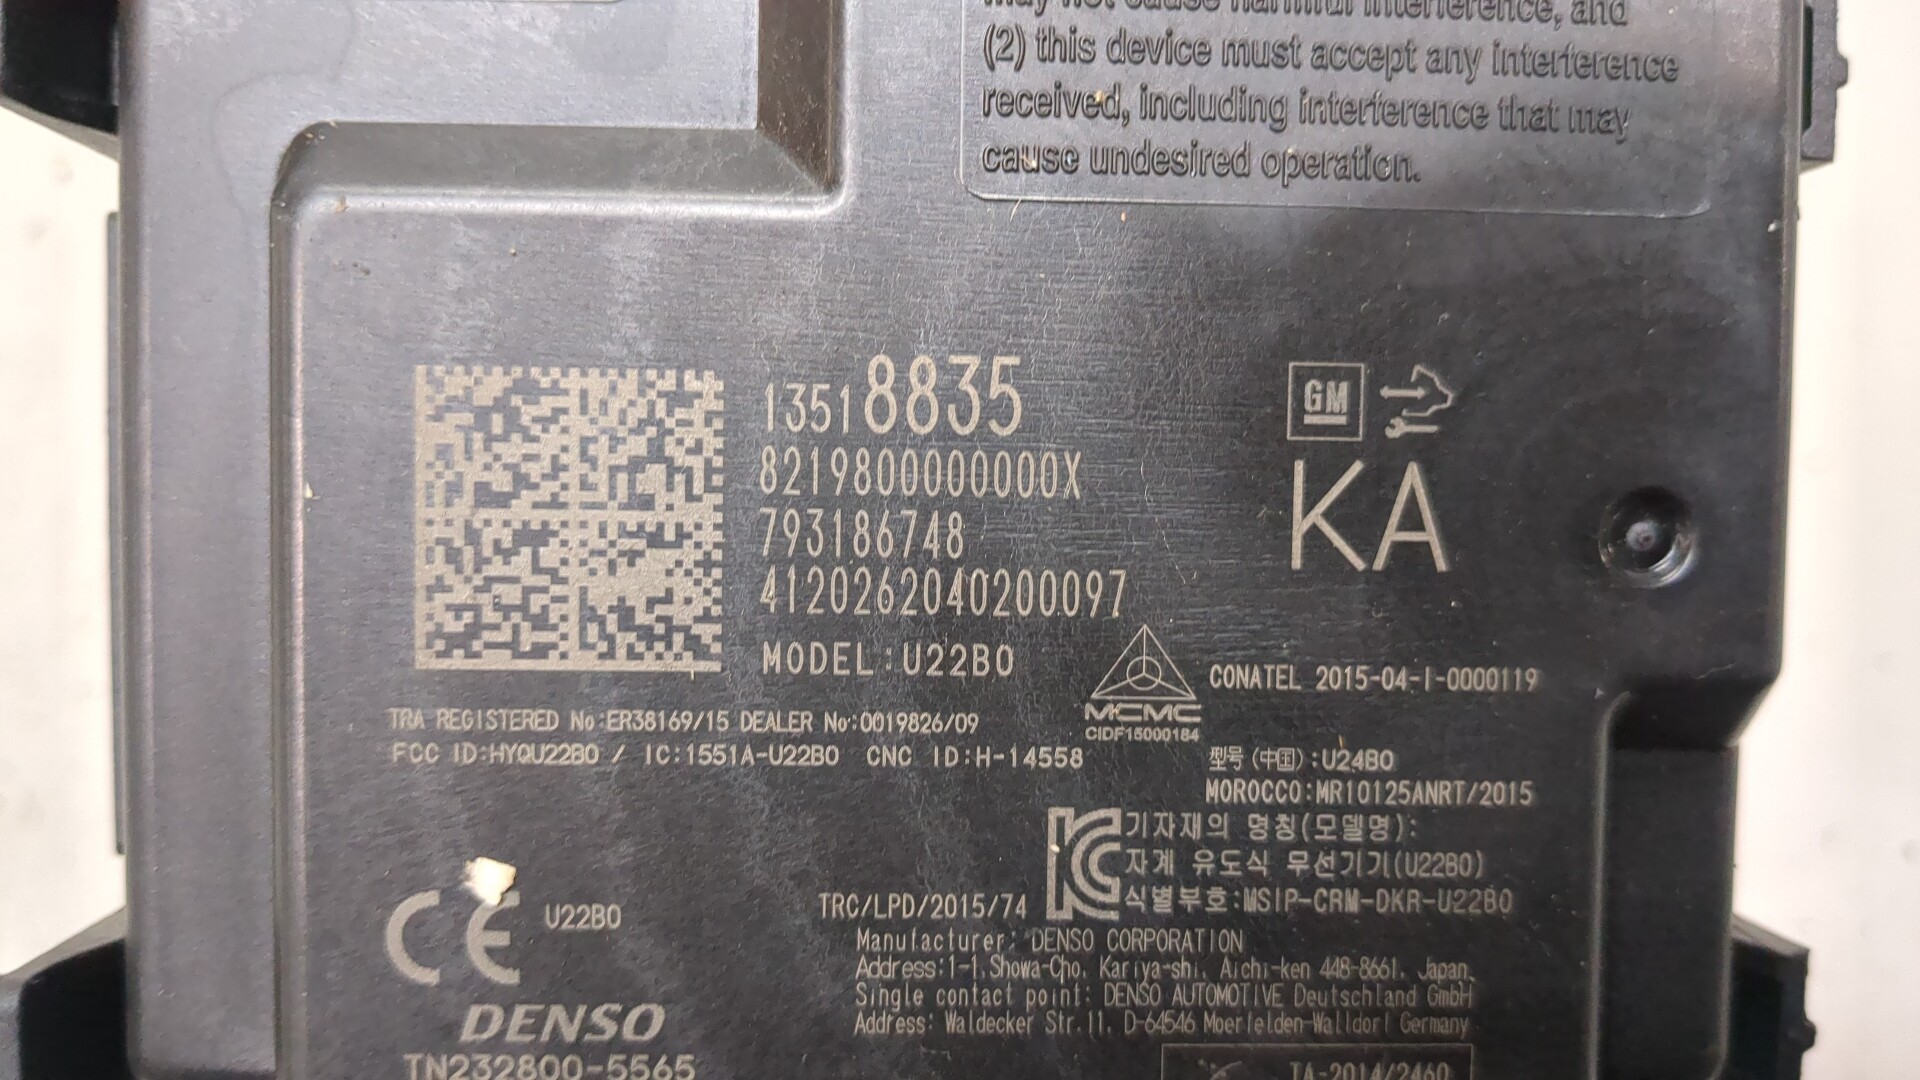 may not cause harmful interference, and
(2) this device must accept any interference
received, including interference that may
cause undesired operation.
13518835
8219800000000X
793186748
4120262040200097
MODEL:U22B0
GM
KA
MCMC
CIDF15000184
CONATEL 2015-04-I-0000119
TRA REGISTERED No:ER38169/15 DEALER No:0019826/09
FCC ID:HYQU22B0 / IC:1551A-U22B0 CNC ID:H-14558
型号(中国):U24B0
MOROCCO:MR10125ANRT/2015
기자재의 명칭(모델명):
자계 유도식 무선기기(U22B0)
식별부호:MSIP-CRM-DKR-U22B0
CE U22B0
TRC/LPD/2015/74
Manufacturer: DENSO CORPORATION
Address:1-1, Showa-Cho, Kariya-shi, Aichi-ken 448-8661, Japan,
Single contact point: DENSO AUTOMOTIVE Deutschland GmbH
Address: Waldecker Str.11, D-64546 Moerfelden-Walldorf Germany
DENSO
TN232800-5565
TA-2014/2460